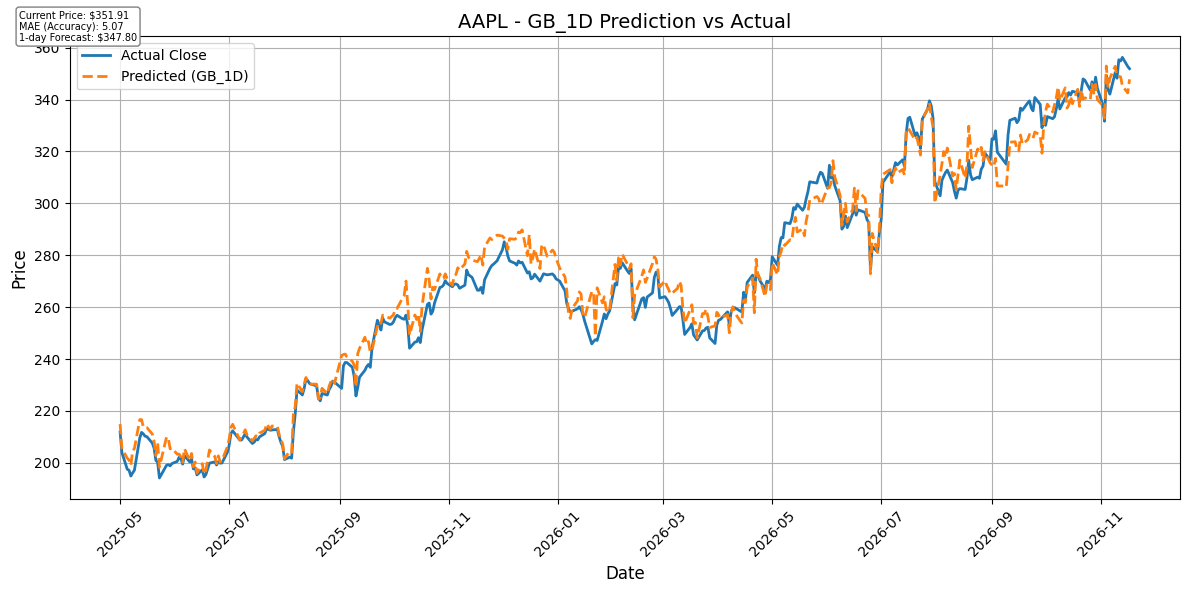 AAPL - GB_1D Prediction vs Actual
Current Price: $351.91
MAE (Accuracy): 5.07
1-day Forecast: $347.80
Actual Close
Predicted (GB_1D)
Price
360
340
320
300
280
260
240
220
200
2025-05
2025-07
2025-09
2025-11
2026-01
2026-03
2026-05
2026-07
2026-09
2026-11
Date